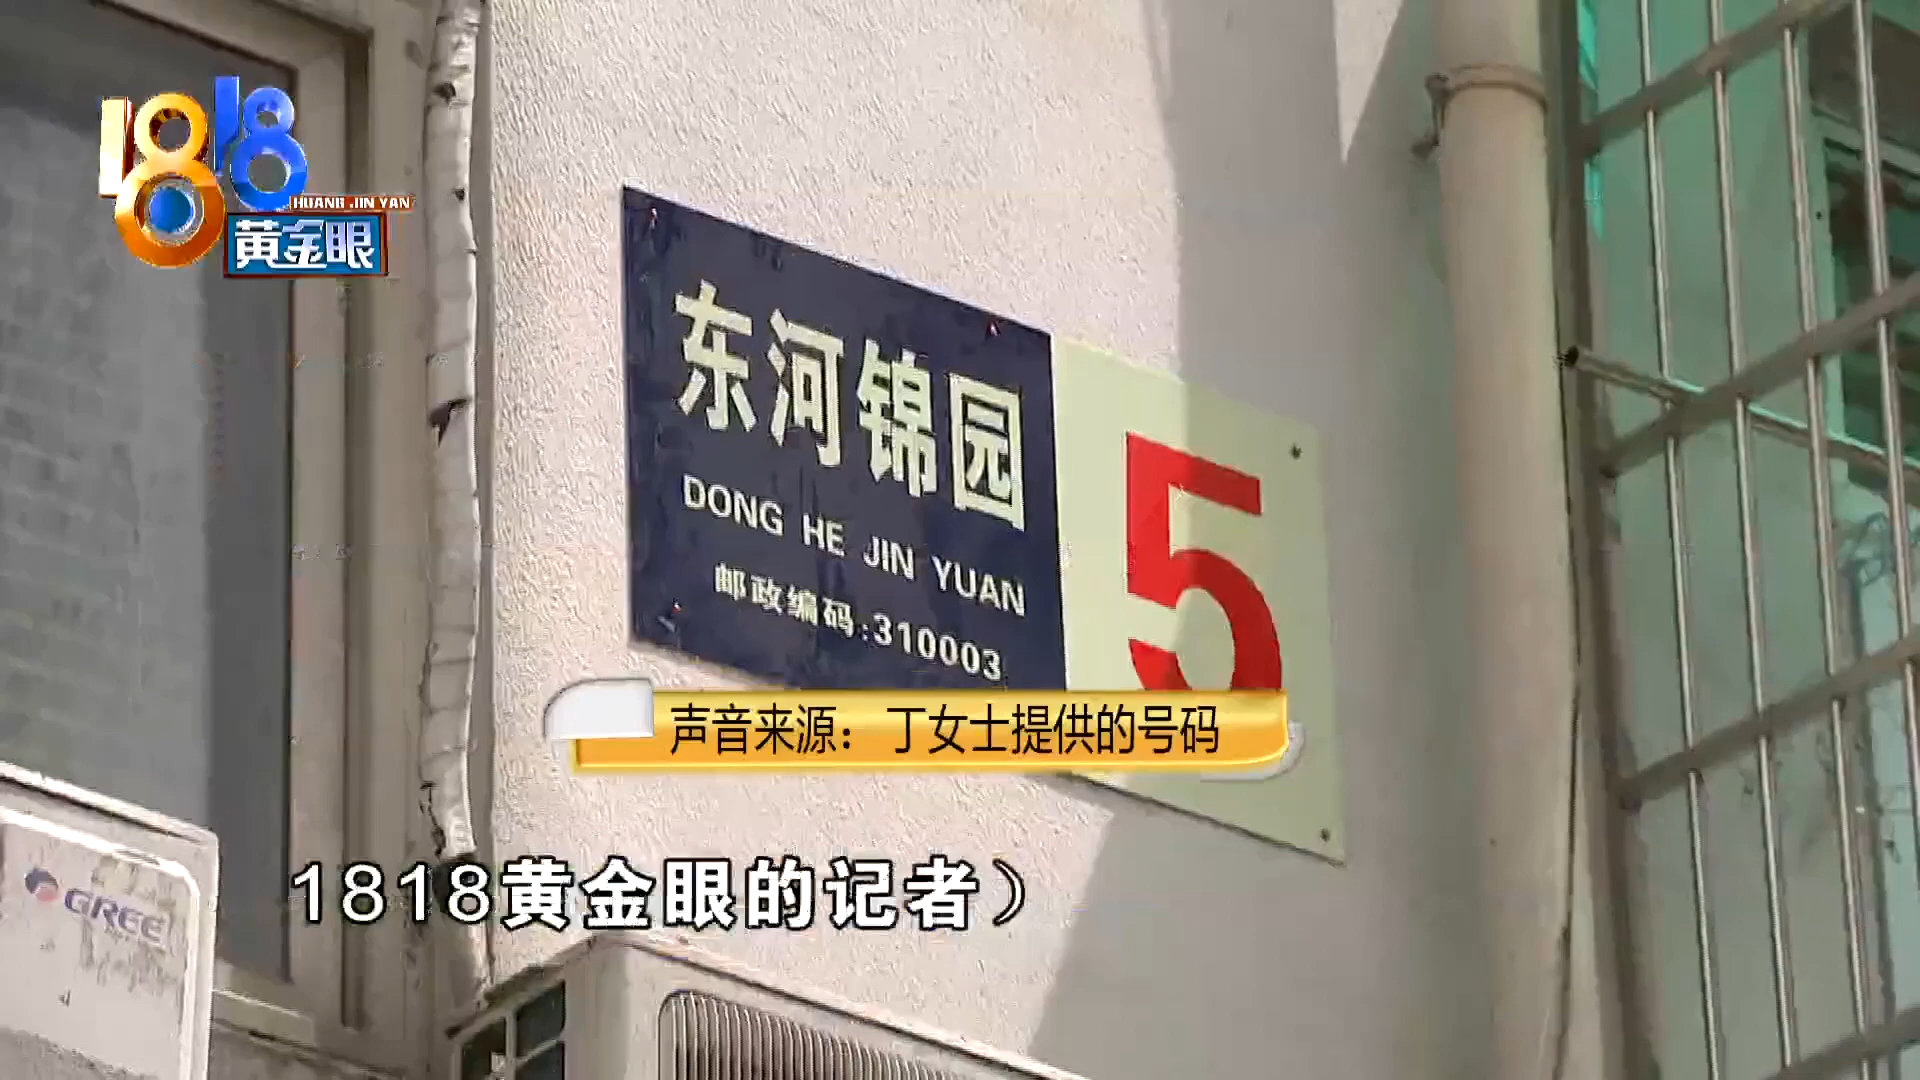 1818
HUANG JIN YAN
黄金眼
东河锦园
DONG HE JIN YUAN
邮政编码:310003
5
声音来源：丁女士提供的号码
1818黄金眼的记者）
GREE